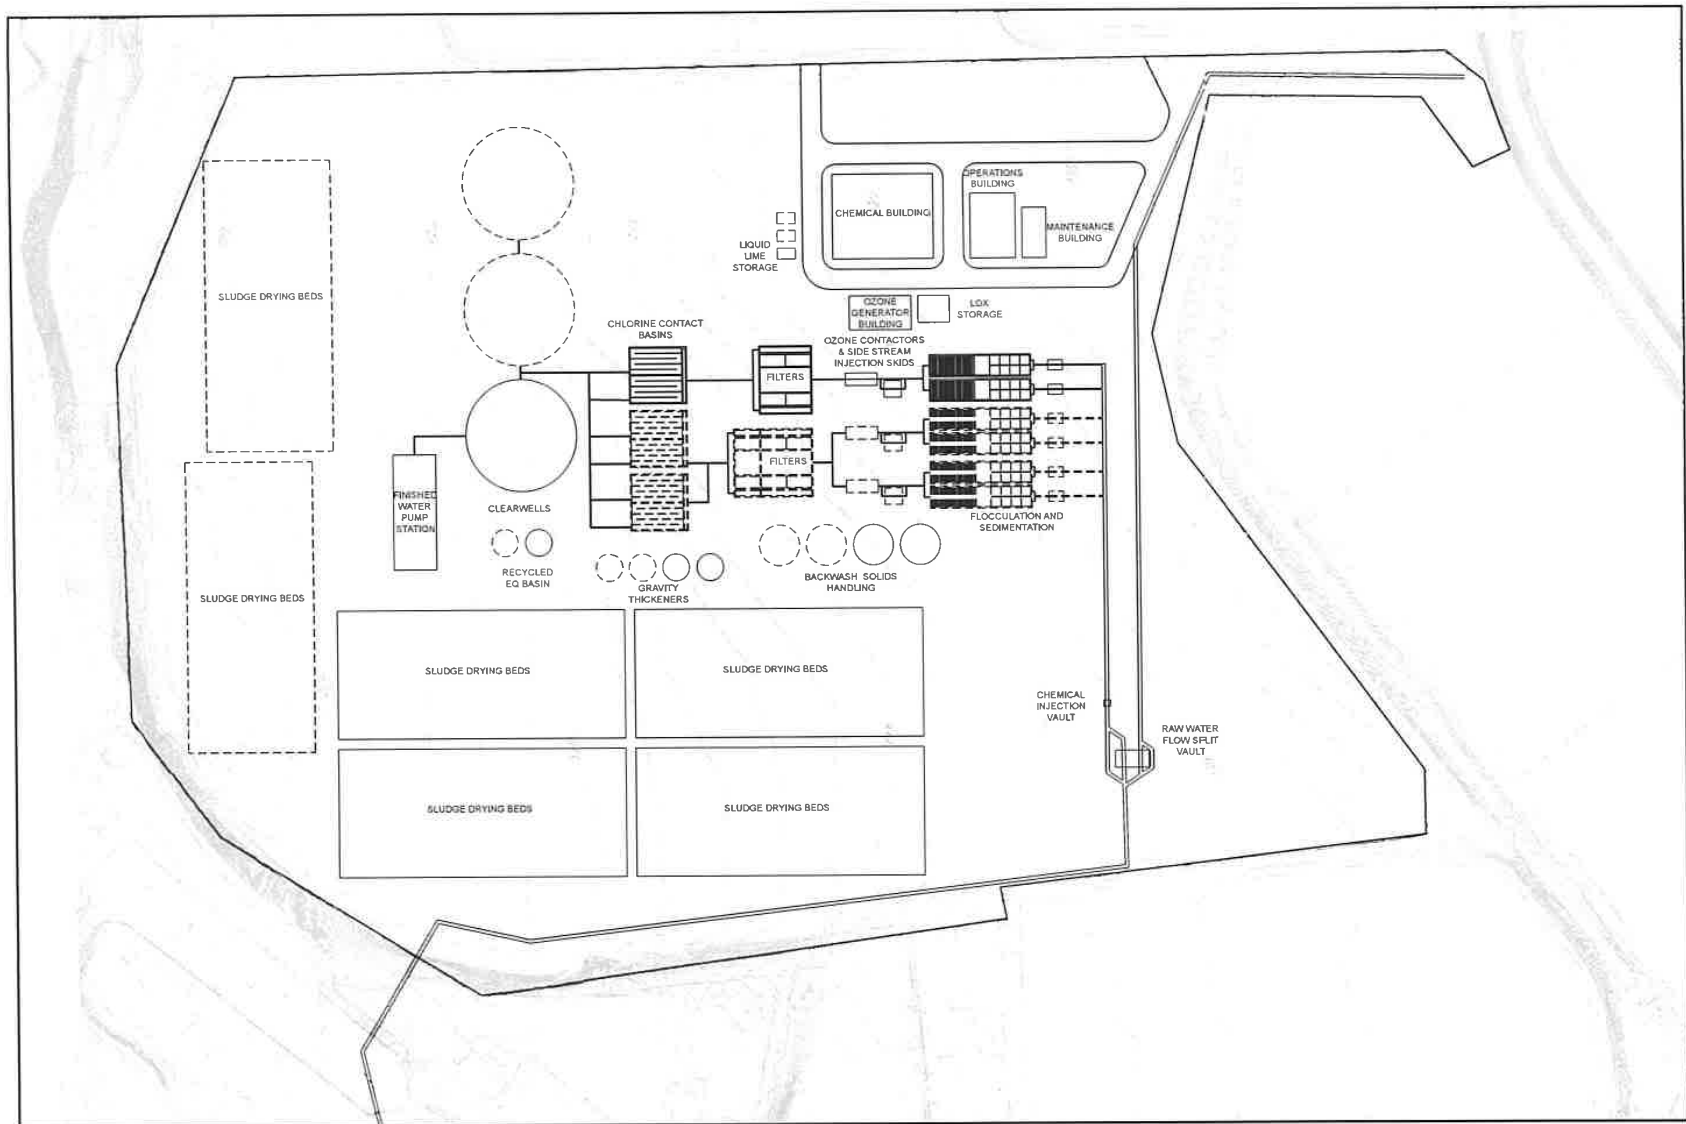 OPERATIONS
BUILDING
CHEMICAL BUILDING
MAINTENANCE
BUILDING
LIQUID
LIME
STORAGE
SLUDGE DRYING BEDS
OZONE
GENERATOR
BUILDING
LOX
STORAGE
CHLORINE CONTACT
BASINS
OZONE CONTACTORS
& SIDE STREAM
INJECTION SKIDS
FILTERS
FILTERS
FINISHED
WATER
PUMP
STATION
CLEARWELLS
FLOCCULATION AND
SEDIMENTATION
RECYCLED
EQ BASIN
GRAVITY
THICKENERS
BACKWASH SOLIDS
HANDLING
SLUDGE DRYING BEDS
SLUDGE DRYING BEDS
SLUDGE DRYING BEDS
CHEMICAL
INJECTION
VAULT
RAW WATER
FLOW SPLIT
VAULT
SLUDGE DRYING BEDS
SLUDGE DRYING BEDS